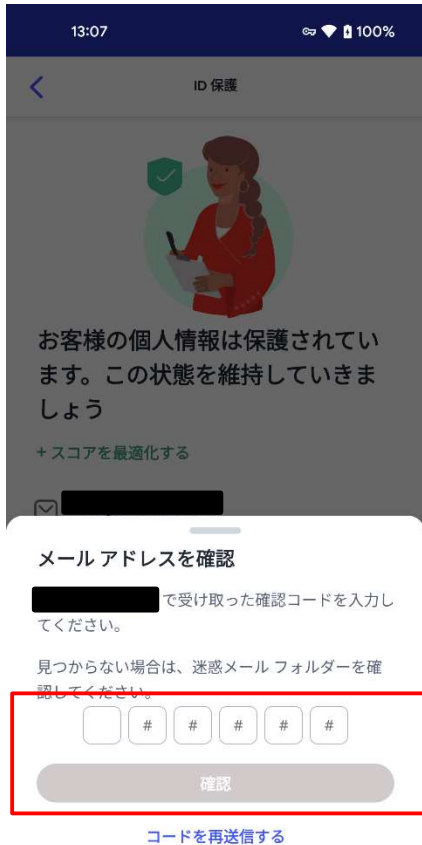 13:07
100%
ID 保護
お客様の個人情報は保護されてい
ます。この状態を維持していきま
しょう
+ スコアを最適化する
メール アドレスを確認
で受け取った確認コードを入力し
てください。
見つからない場合は、迷惑メール フォルダーを確
認してください。
# # # # #
確認
コードを再送信する